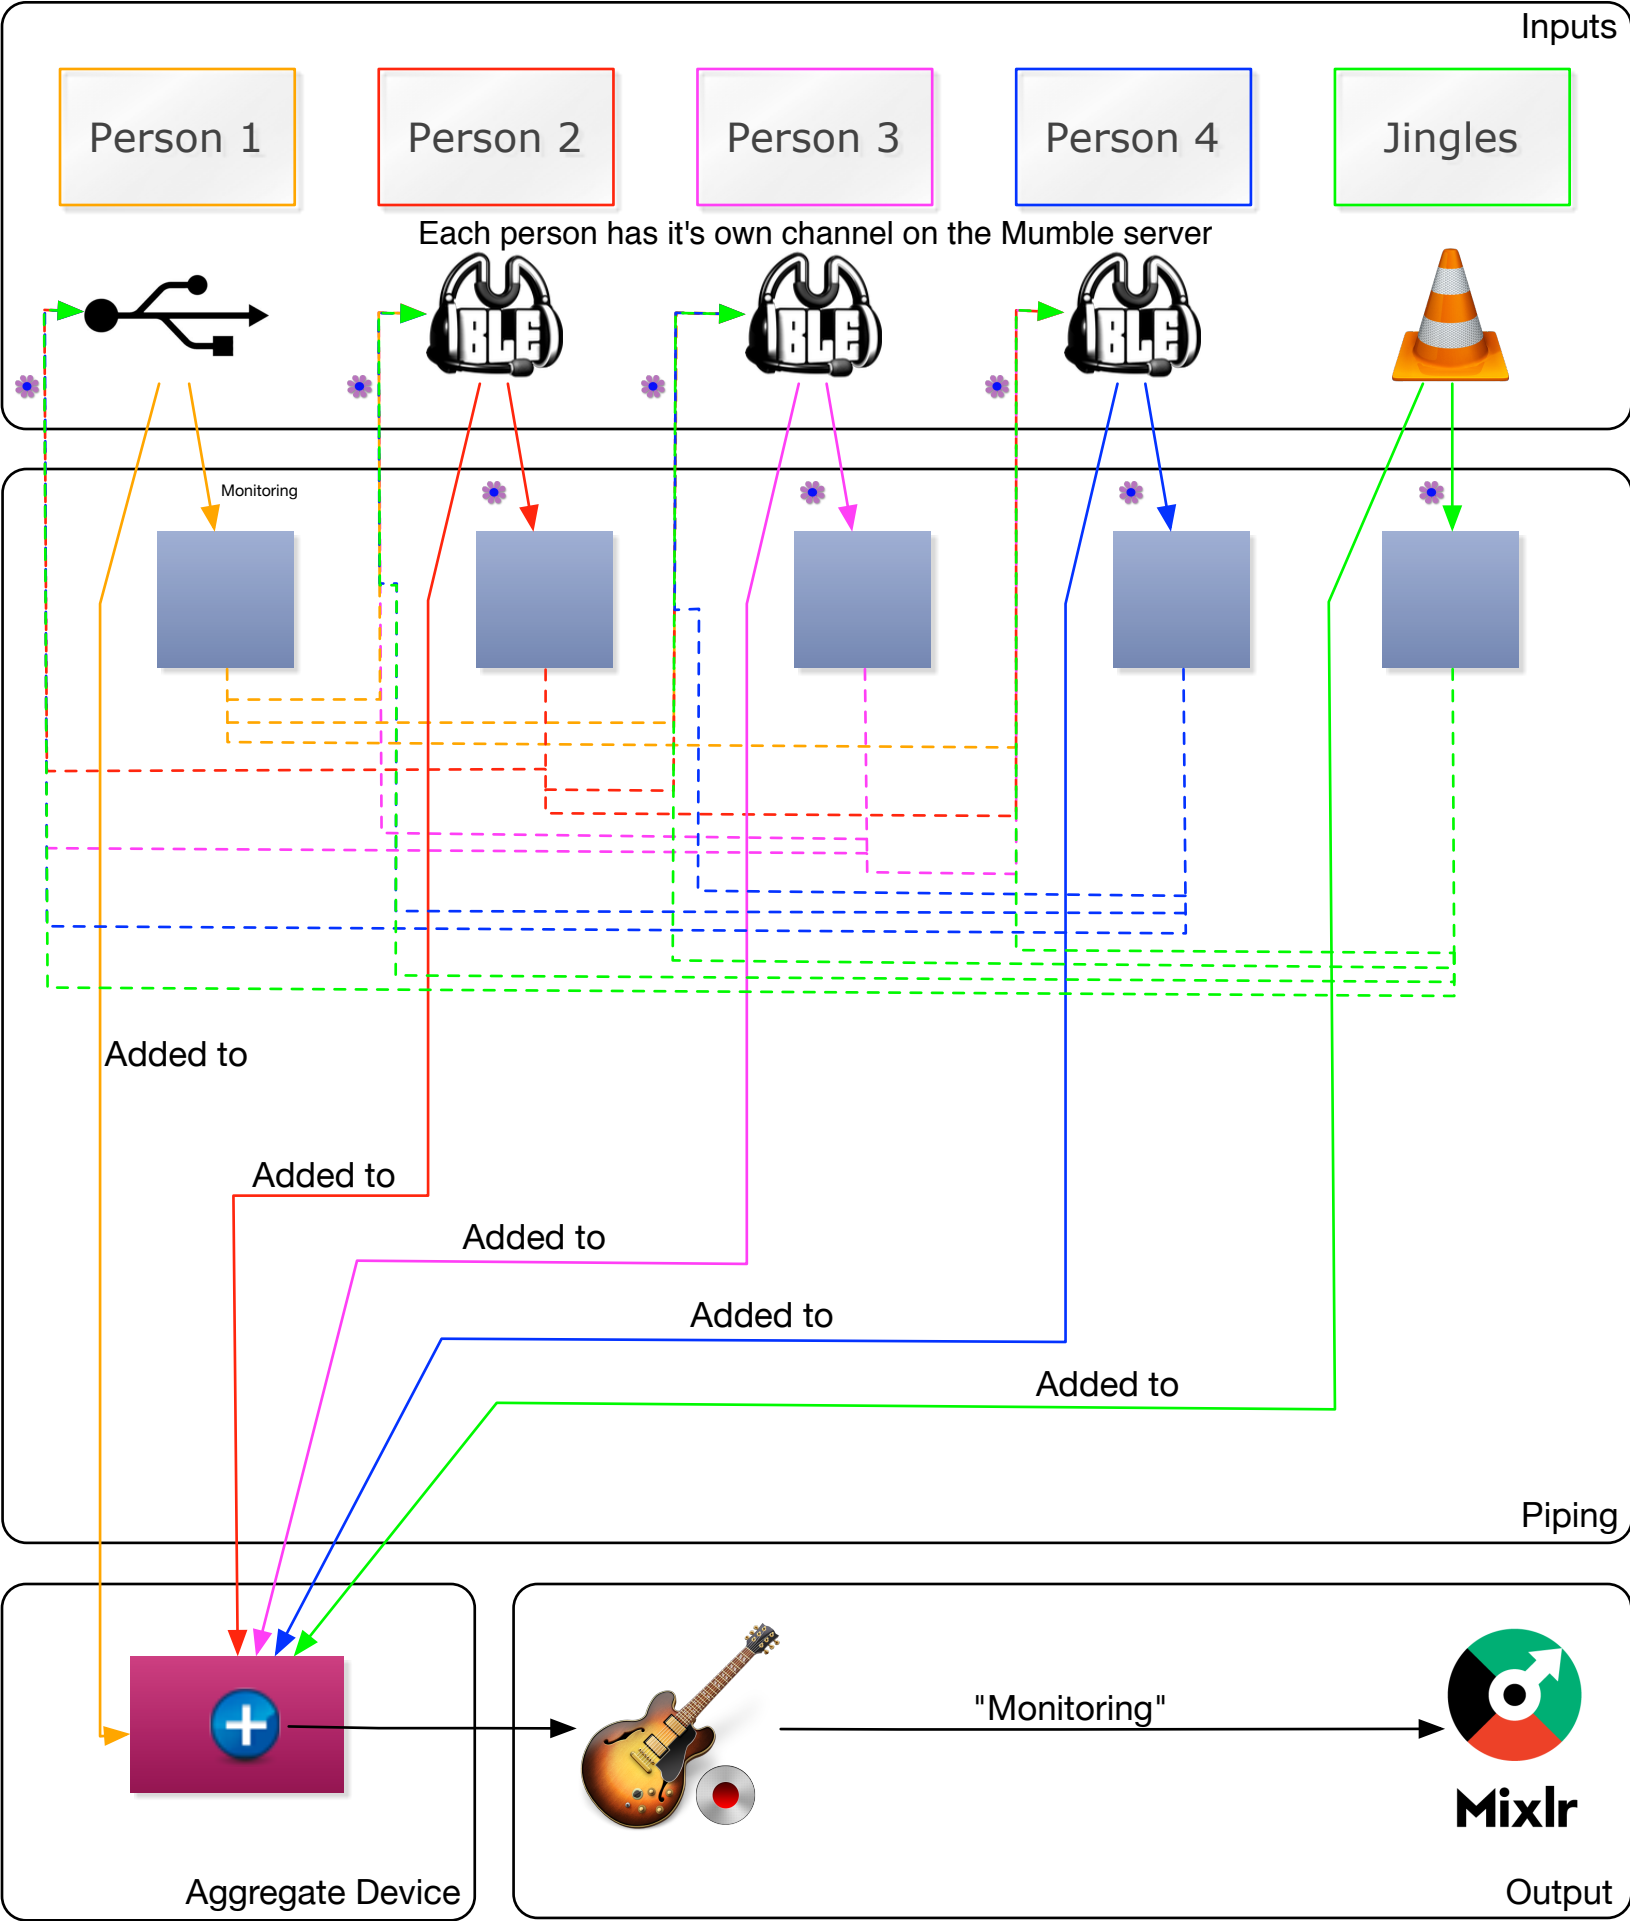 Inputs
Person 1
Person 2
Person 3
Person 4
Jingles
Each person has it's own channel on the Mumble server
BLE
BLE
BLE
Monitoring
Added to
Added to
Added to
Added to
Added to
Piping
"Monitoring"
Mixlr
Aggregate Device
Output